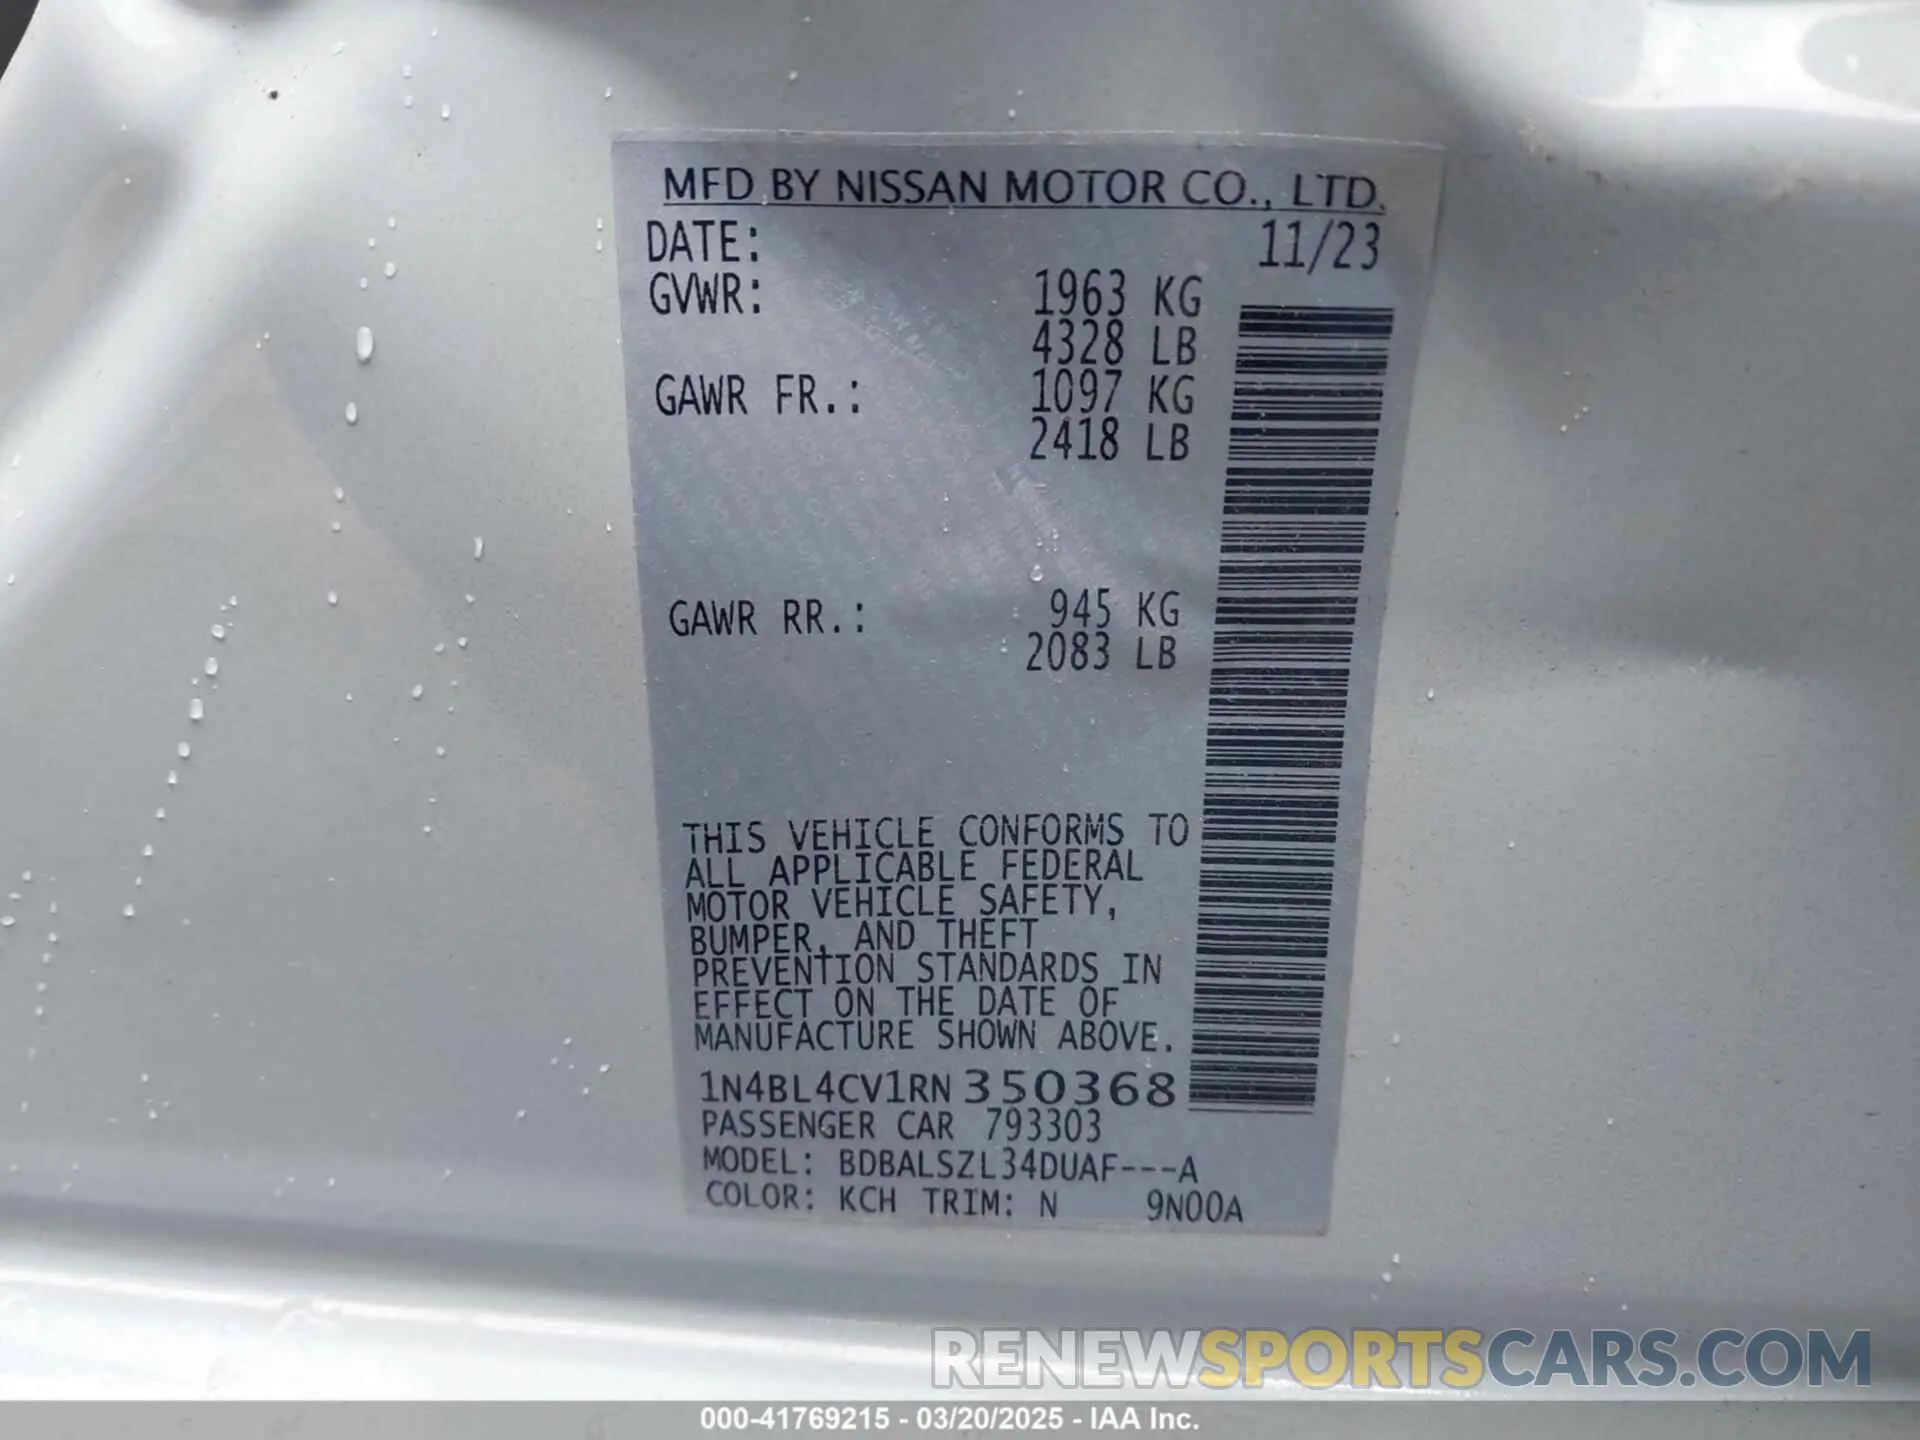 MFD BY NISSAN MOTOR CO., LTD.
DATE: 11/23
GVWR: 1963 KG
4328 LB
GAWR FR.: 1097 KG
2418 LB
GAWR RR.: 945 KG
2083 LB
THIS VEHICLE CONFORMS TO
ALL APPLICABLE FEDERAL
MOTOR VEHICLE SAFETY,
BUMPER, AND THEFT
PREVENTION STANDARDS IN
EFFECT ON THE DATE OF
MANUFACTURE SHOWN ABOVE.
1N4BL4CV1RN350368
PASSENGER CAR 793303
MODEL: BDBALSZL34DUAF---A
COLOR: KCH TRIM: N 9N00A
RENEWSPORTSCARS.COM
000-41769215 - 03/20/2025 - IAA Inc.